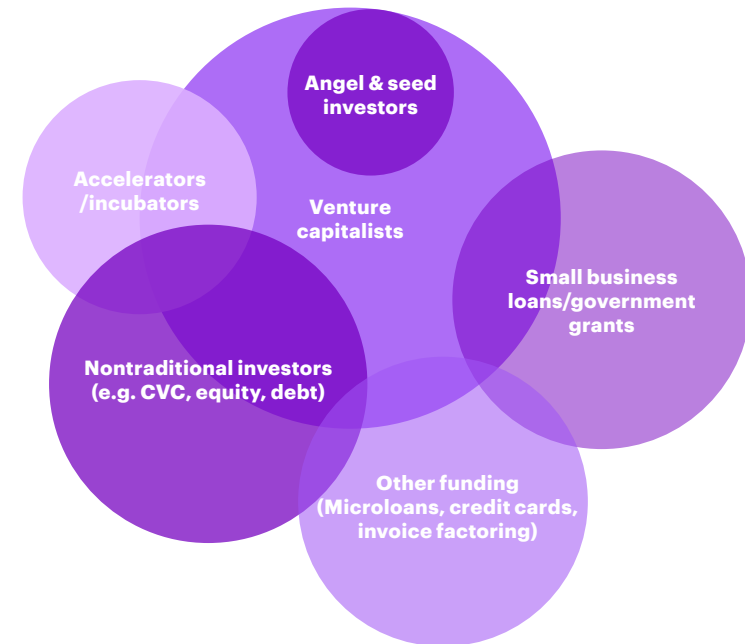 Angel & seed
investors
Accelerators
/incubators
Venture
capitalists
Small business
loans/government
grants
Nontraditional investors
(e.g. CVC, equity, debt)
Other funding
(Microloans, credit cards,
invoice factoring)